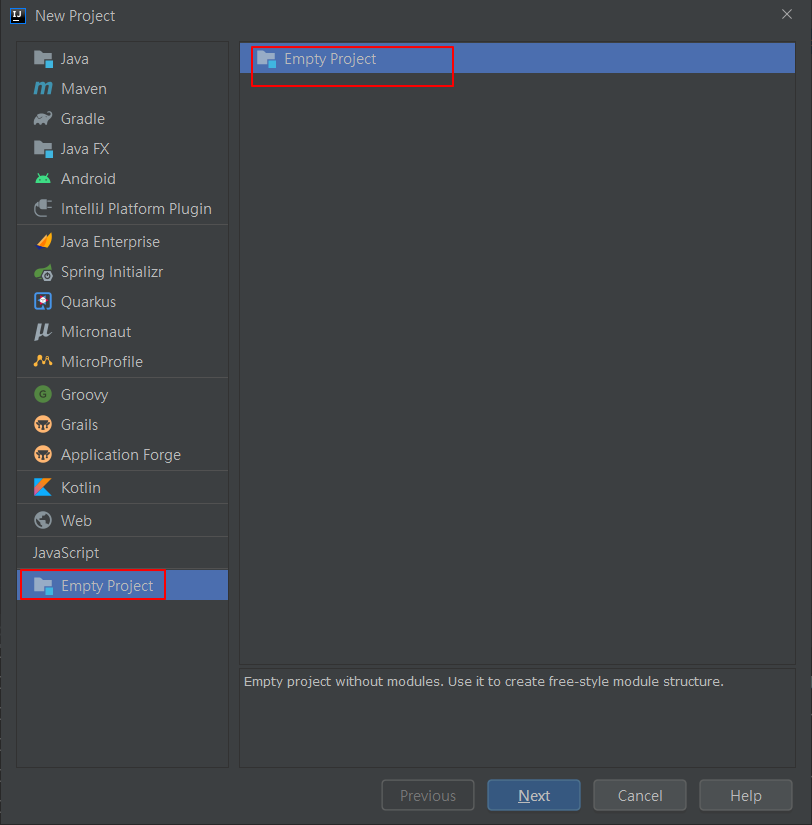 New Project
Java
Maven
Gradle
Java FX
Android
IntelliJ Platform Plugin
Java Enterprise
Spring Initializr
Quarkus
Micronaut
MicroProfile
Groovy
Grails
Application Forge
Kotlin
Web
JavaScript
Empty Project
Empty Project
Empty project without modules. Use it to create free-style module structure.
Previous
Next
Cancel
Help